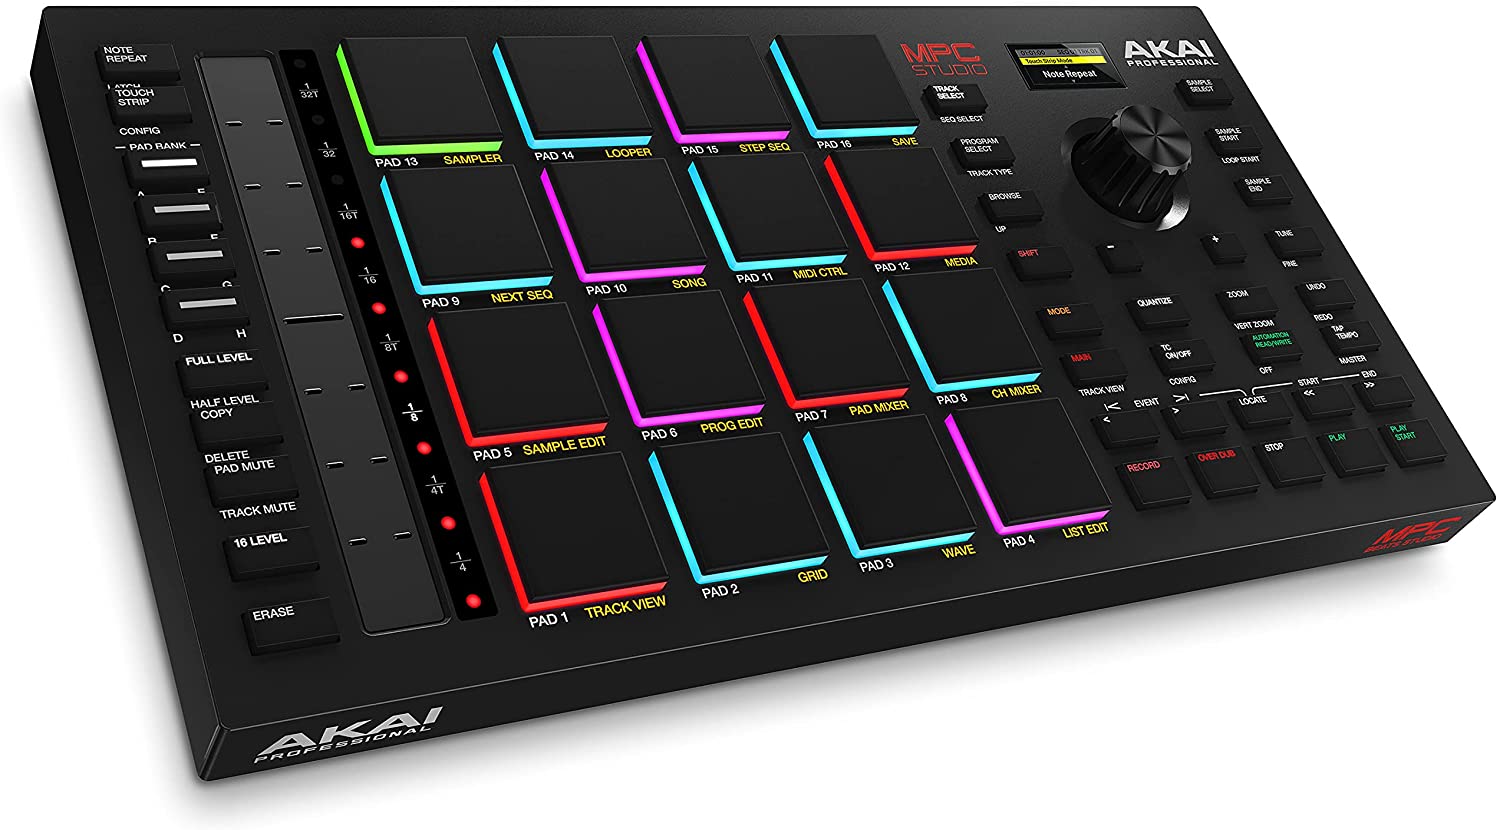 NOTE
REPEAT
LATCH
TOUCH
STRIP
CONFIG
PAD BANK
A E
B F
C G
D H
FULL LEVEL
HALF LEVEL
COPY
DELETE
PAD MUTE
TRACK MUTE
16 LEVEL
ERASE
1/32T
1/32
1/16T
1/16
1/8T
1/8
1/4T
1/4
PAD 13 SAMPLER
PAD 14 LOOPER
PAD 15 STEP SEQ
PAD 16 SAVE
PAD 9 NEXT SEQ
PAD 10 SONG
PAD 11 MIDI CTRL
PAD 12 MEDIA
PAD 5 SAMPLE EDIT
PAD 6 PROG EDIT
PAD 7 PAD MIXER
PAD 8 CH MIXER
PAD 1 TRACK VIEW
PAD 2 GRID
PAD 3 WAVE
PAD 4 LIST EDIT
MPC
STUDIO
01:01:00 SEQ 01 TRK 01
Touch Strip Mode
Note Repeat
AKAI
PROFESSIONAL
TRACK
SELECT
SEQ SELECT
PROGRAM
SELECT
TRACK TYPE
BROWSE
UP
SHIFT
- +
SAMPLE
SELECT
SAMPLE
START
LOOP START
SAMPLE
END
TUNE
FINE
MODE
QUANTIZE
ZOOM
VERT ZOOM
UNDO
REDO
MAIN
TRACK VIEW
TC
ON/OFF
CONFIG
AUTOMATION
READ/WRITE
OFF
TAP
TEMPO
MASTER
|< EVENT >|
< >
LOCATE
START END
<< >>
RECORD
OVER DUB
STOP
PLAY
PLAY
START
AKAI
PROFESSIONAL
MPC
BEATS STUDIO